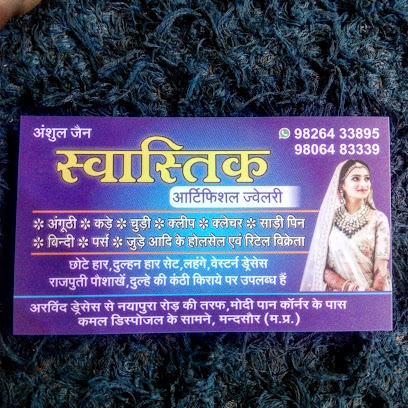 अंशुल जैन
98264 33895
98064 83339
स्वास्तिक
आर्टिफिशल ज्वेलरी
❇ अंगूठी ❇ कड़े ❇ चुड़ी ❇ क्लीप ❇ क्लेचर ❇ साड़ी पिन
❇ बिन्दी ❇ पर्स ❇ जुड़े आदि के होलसेल एवं रिटेल विक्रेता
छोटे हार,दुल्हन हार सेट,लहंगे,वेस्टर्न ड्रेसेस
राजपुती पौशाखें,दुल्हे की कंठी किराये पर उपलब्ध हैं
अरविंद ड्रेसेस से नयापुरा रोड़ की तरफ,मोदी पान कॉर्नर के पास
कमल डिस्पोजल के सामने, मन्दसौर (म.प्र.)